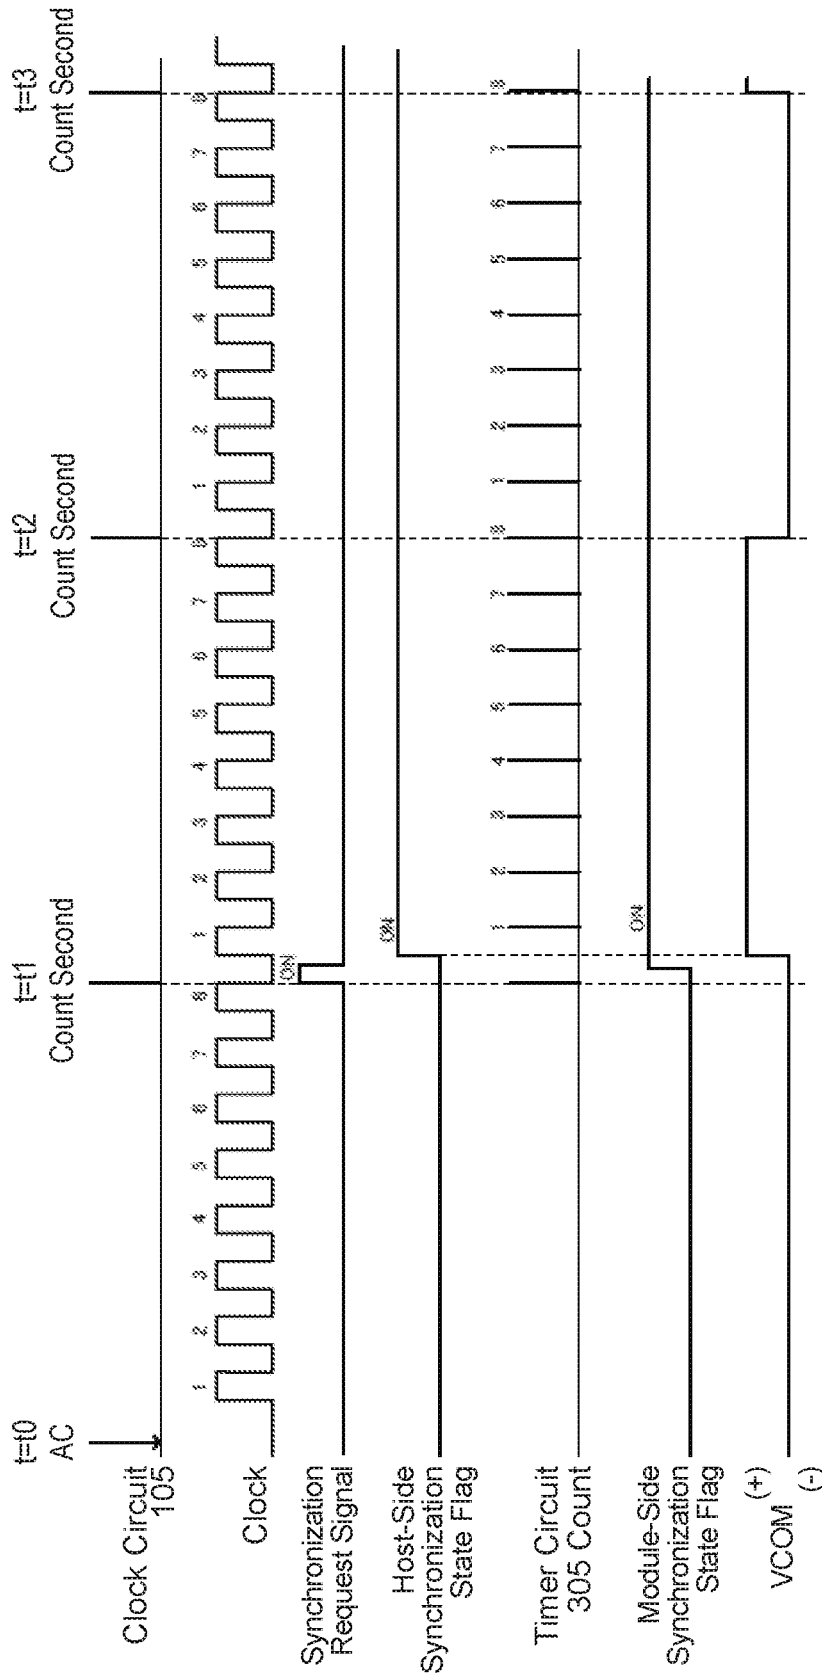 t=t0
AC
t=t1
Count Second
t=t2
Count Second
t=t3
Count Second
Clock Circuit
105
Clock
1 2 3 4 5 6 7 8 1 2 3 4 5 6 7 8 1 2 3 4 5 6 7 8
Synchronization
Request Signal
ON
Host-Side
Synchronization
State Flag
ON
Timer Circuit
305 Count
1 2 3 4 5 6 7 8 1 2 3 4 5 6 7 8
Module-Side
Synchronization
State Flag
ON
VCOM
(+)
(-)